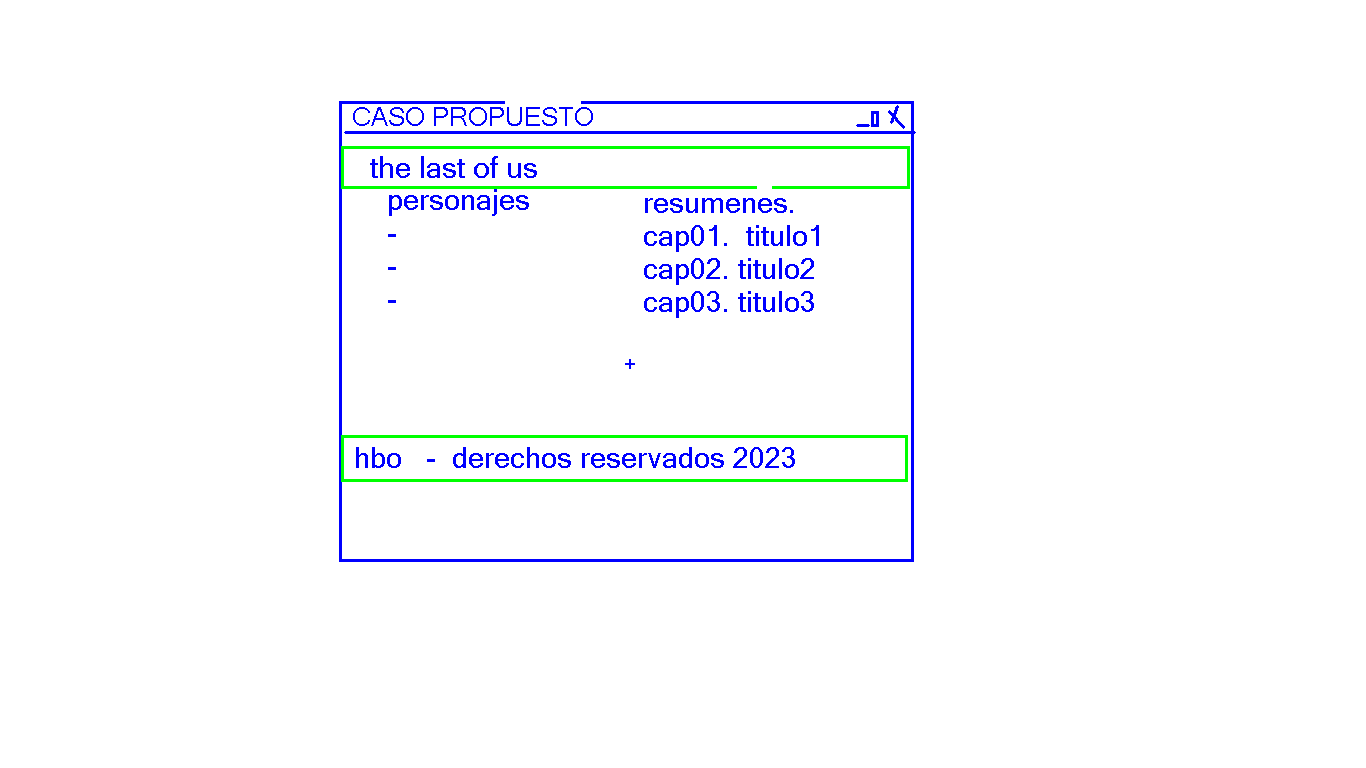 CASO PROPUESTO
the last of us
personajes
-
-
-
resumenes.
cap01. titulo1
cap02. titulo2
cap03. titulo3
+
hbo - derechos reservados 2023